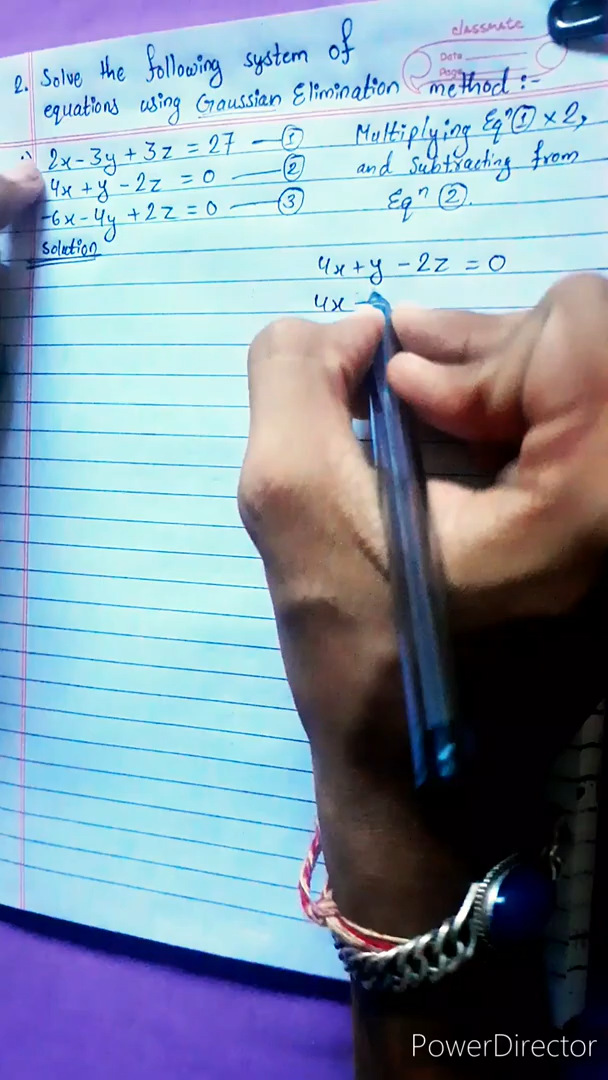 classmate
Date
Page
2. Solve the following system of
equations using Gaussian Elimination method :-
i) 2x - 3y + 3z = 27 — ①
4x + y - 2z = 0 — ②
-6x - 4y + 2z = 0 — ③
Solution
Multiplying Eqⁿ ① × 2,
and Subtracting from
Eqⁿ ②.
4x + y - 2z = 0
4x -
PowerDirector